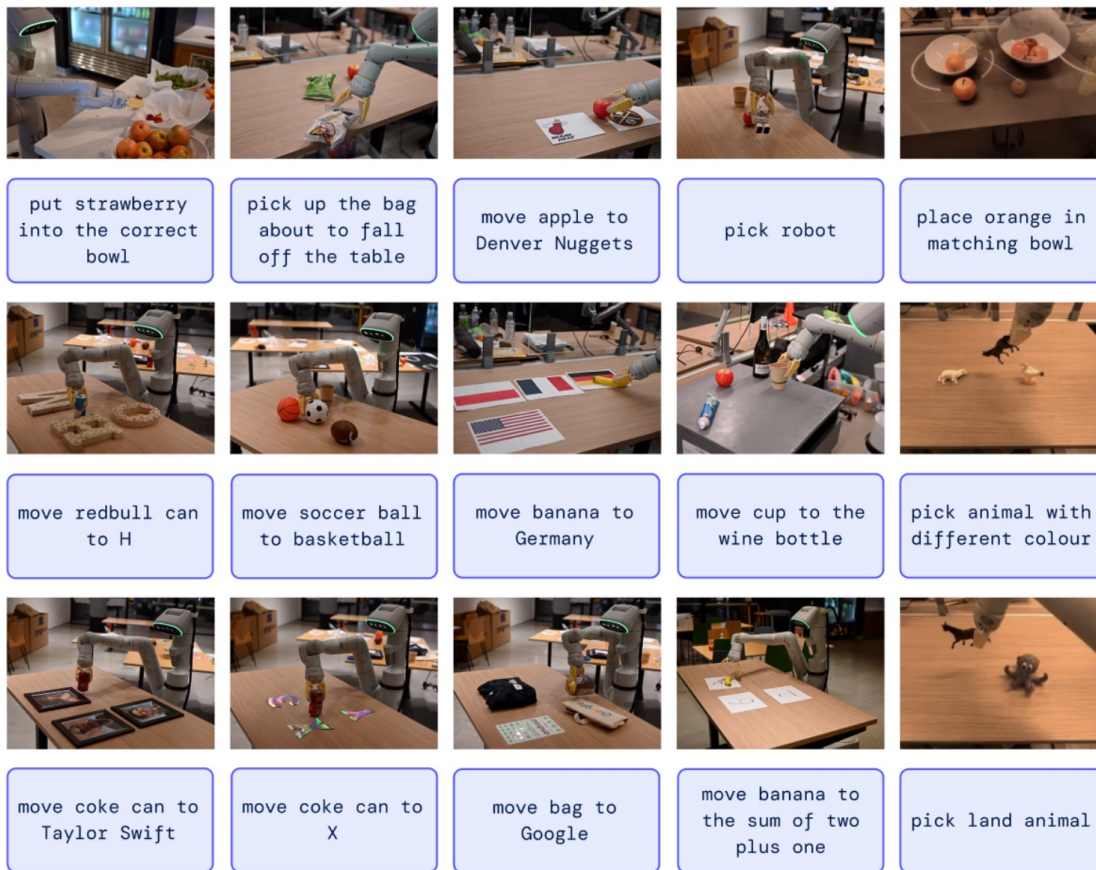 put strawberry
into the correct
bowl
pick up the bag
about to fall
off the table
move apple to
Denver Nuggets
pick robot
place orange in
matching bowl
move redbull can
to H
move soccer ball
to basketball
move banana to
Germany
move cup to the
wine bottle
pick animal with
different colour
move coke can to
Taylor Swift
move coke can to
X
move bag to
Google
move banana to
the sum of two
plus one
pick land animal